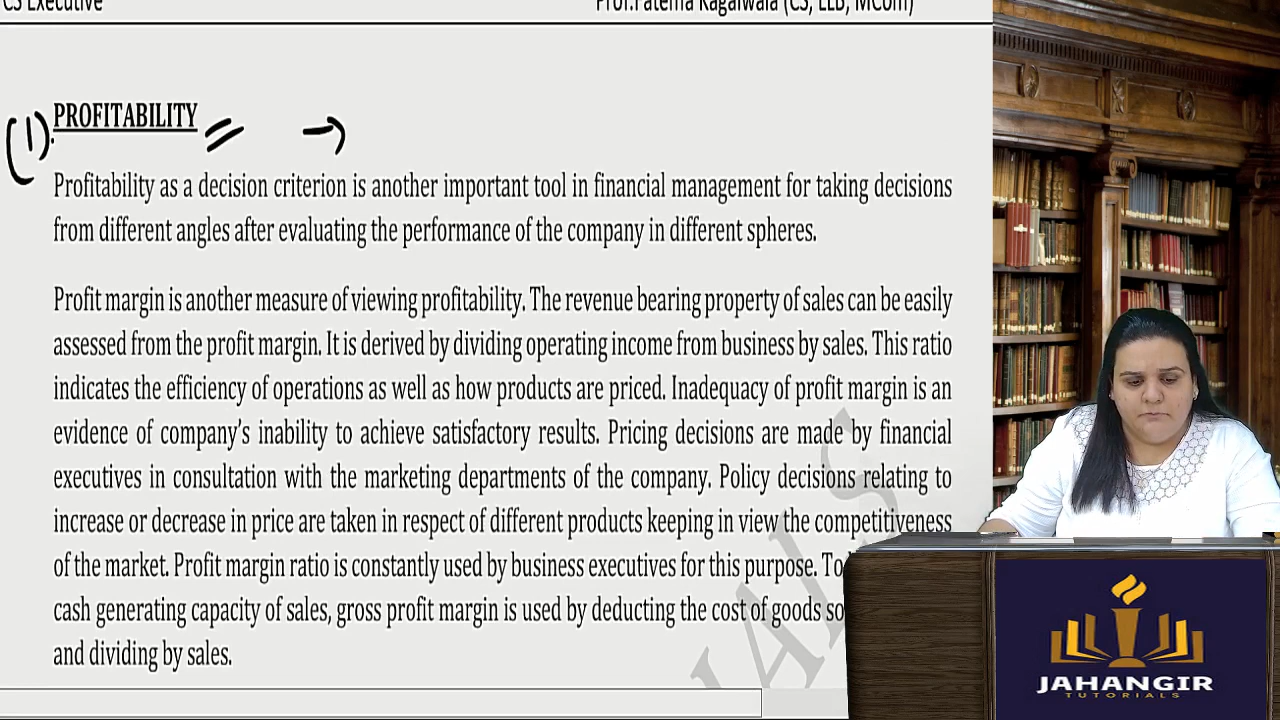 CS Executive
Prof.Fatema Kagalwala (CS, LLB, MCom)
(1).
PROFITABILITY
Profitability as a decision criterion is another important tool in financial management for taking decisions
from different angles after evaluating the performance of the company in different spheres.
Profit margin is another measure of viewing profitability. The revenue bearing property of sales can be easily
assessed from the profit margin. It is derived by dividing operating income from business by sales. This ratio
indicates the efficiency of operations as well as how products are priced. Inadequacy of profit margin is an
evidence of company's inability to achieve satisfactory results. Pricing decisions are made by financial
executives in consultation with the marketing departments of the company. Policy decisions relating to
increase or decrease in price are taken in respect of different products keeping in view the competitiveness
of the market. Profit margin ratio is constantly used by business executives for this purpose. To
cash generating capacity of sales, gross profit margin is used by deducting the cost of goods so
and dividing by sales.
JAHANGIR
TUTORIALS